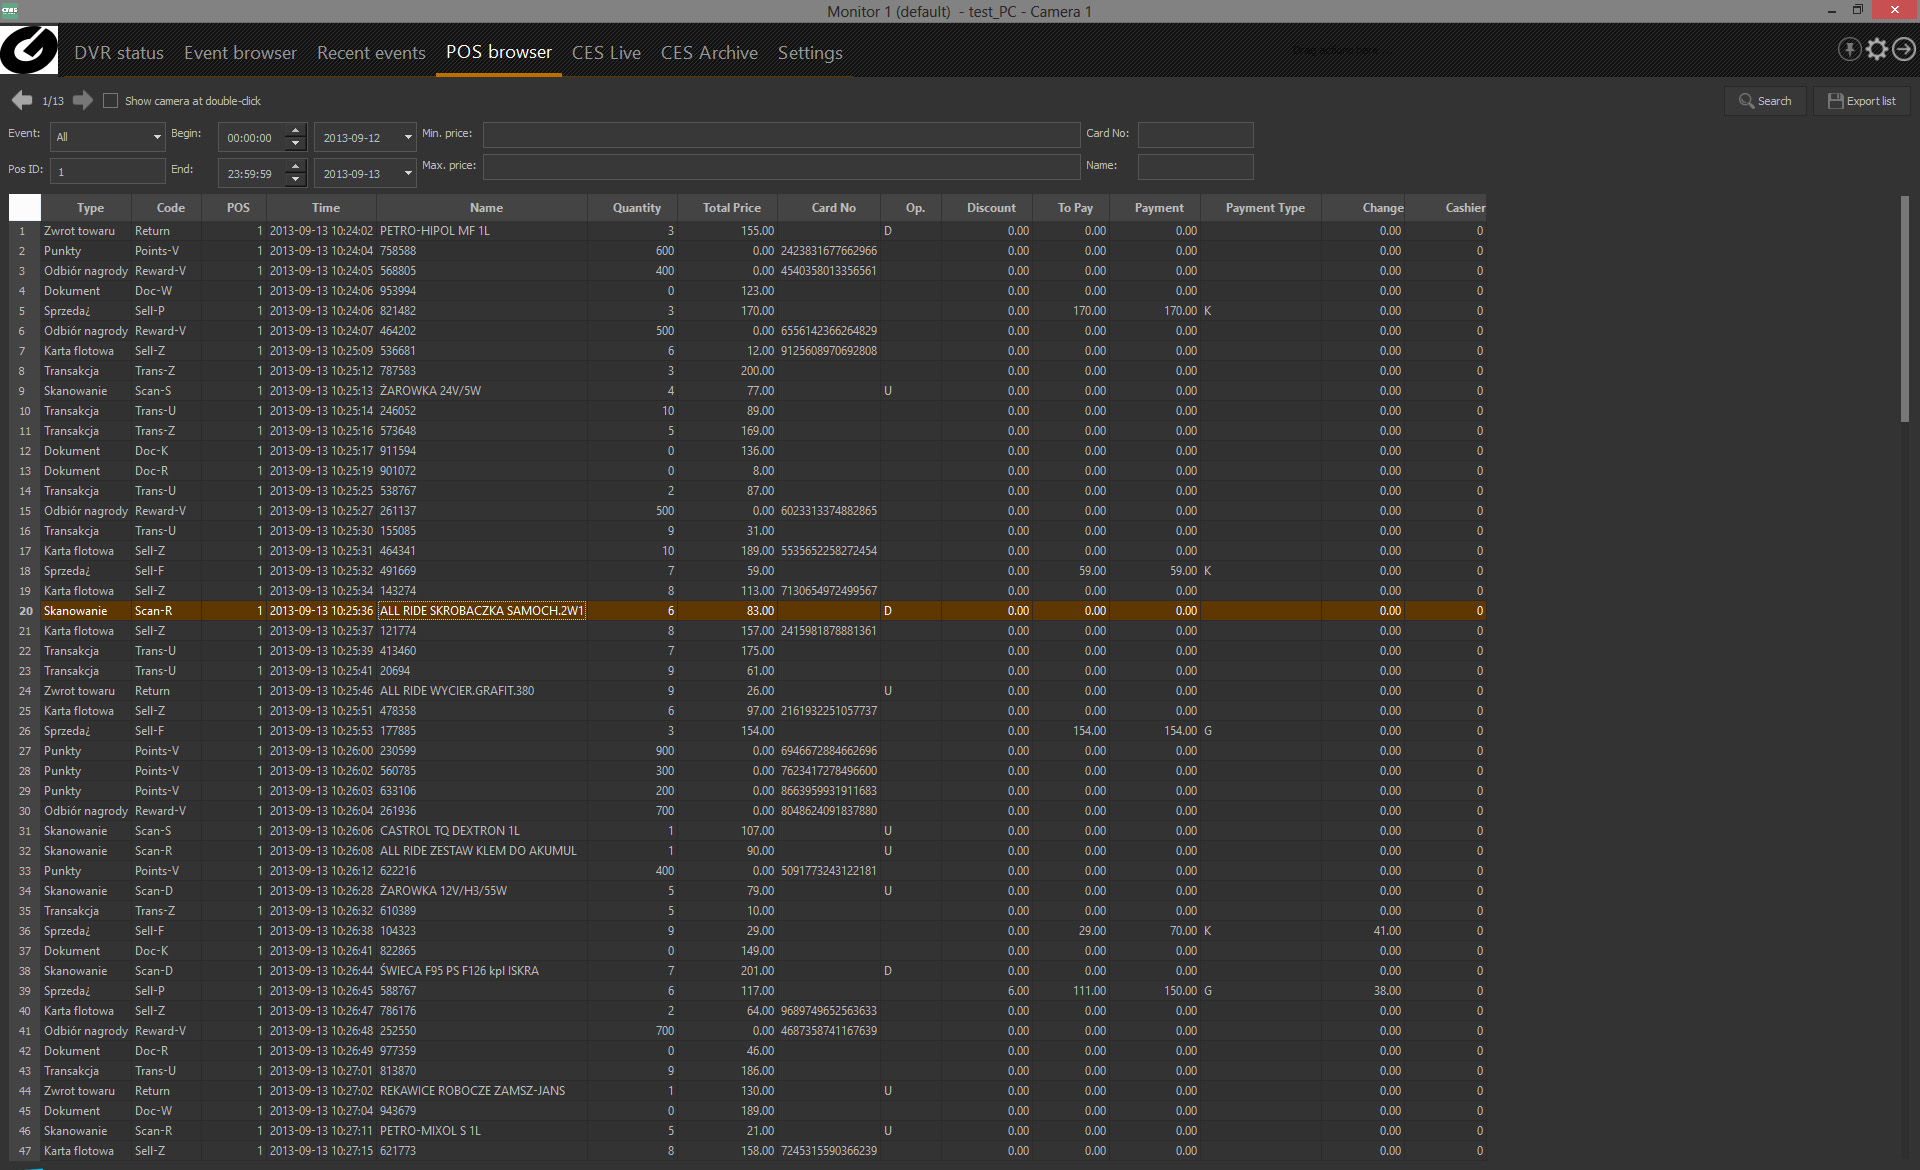 Monitor 1 (default)  - test_PC - Camera 1
DVR status Event browser Recent events POS browser CES Live CES Archive Settings
1/13 Show camera at double-click Search Export list
Event: All Begin: 00:00:00 2013-09-12 Min. price: Card No:
Pos ID: 1 End: 23:59:59 2013-09-13 Max. price: Name:
Type Code POS Time Name Quantity Total Price Card No Op. Discount To Pay Payment Payment Type Change Cashier
1 Zwrot towaru Return 1 2013-09-13 10:24:02 PETRO-HIPOL MF 1L 3 155.00 D 0.00 0.00 0.00 0.00 0
2 Punkty Points-V 1 2013-09-13 10:24:04 758588 600 0.00 2423831677662966 0.00 0.00 0.00 0.00 0
3 Odbiór nagrody Reward-V 1 2013-09-13 10:24:05 568805 400 0.00 4540358013356561 0.00 0.00 0.00 0.00 0
4 Dokument Doc-W 1 2013-09-13 10:24:06 953994 0 123.00 0.00 0.00 0.00 0.00 0
5 Sprzeda¿ Sell-P 1 2013-09-13 10:24:06 821482 3 170.00 0.00 170.00 170.00 K 0.00 0
6 Odbiór nagrody Reward-V 1 2013-09-13 10:24:07 464202 500 0.00 6556142366264829 0.00 0.00 0.00 0.00 0
7 Karta flotowa Sell-Z 1 2013-09-13 10:25:09 536681 6 12.00 9125608970692808 0.00 0.00 0.00 0.00 0
8 Transakcja Trans-Z 1 2013-09-13 10:25:12 787583 3 200.00 0.00 0.00 0.00 0.00 0
9 Skanowanie Scan-S 1 2013-09-13 10:25:13 ŻAROWKA 24V/5W 4 77.00 U 0.00 0.00 0.00 0.00 0
10 Transakcja Trans-U 1 2013-09-13 10:25:14 246052 10 89.00 0.00 0.00 0.00 0.00 0
11 Transakcja Trans-Z 1 2013-09-13 10:25:16 573648 5 169.00 0.00 0.00 0.00 0.00 0
12 Dokument Doc-K 1 2013-09-13 10:25:17 911594 0 136.00 0.00 0.00 0.00 0.00 0
13 Dokument Doc-R 1 2013-09-13 10:25:19 901072 0 8.00 0.00 0.00 0.00 0.00 0
14 Transakcja Trans-U 1 2013-09-13 10:25:25 538767 2 87.00 0.00 0.00 0.00 0.00 0
15 Odbiór nagrody Reward-V 1 2013-09-13 10:25:27 261137 500 0.00 6023313374882865 0.00 0.00 0.00 0.00 0
16 Transakcja Trans-U 1 2013-09-13 10:25:30 155085 9 31.00 0.00 0.00 0.00 0.00 0
17 Karta flotowa Sell-Z 1 2013-09-13 10:25:31 464341 10 189.00 5535652258272454 0.00 0.00 0.00 0.00 0
18 Sprzeda¿ Sell-F 1 2013-09-13 10:25:32 491669 7 59.00 0.00 59.00 59.00 K 0.00 0
19 Karta flotowa Sell-Z 1 2013-09-13 10:25:34 143274 8 113.00 7130654972499567 0.00 0.00 0.00 0.00 0
20 Skanowanie Scan-R 1 2013-09-13 10:25:36 ALL RIDE SKROBACZKA SAMOCH.2W1 6 83.00 D 0.00 0.00 0.00 0.00 0
21 Karta flotowa Sell-Z 1 2013-09-13 10:25:37 121774 8 157.00 2415981878881361 0.00 0.00 0.00 0.00 0
22 Transakcja Trans-U 1 2013-09-13 10:25:39 413460 7 175.00 0.00 0.00 0.00 0.00 0
23 Transakcja Trans-U 1 2013-09-13 10:25:41 20694 9 61.00 0.00 0.00 0.00 0.00 0
24 Zwrot towaru Return 1 2013-09-13 10:25:46 ALL RIDE WYCIER.GRAFIT.380 9 26.00 U 0.00 0.00 0.00 0.00 0
25 Karta flotowa Sell-Z 1 2013-09-13 10:25:51 478358 6 97.00 2161932251057737 0.00 0.00 0.00 0.00 0
26 Sprzeda¿ Sell-F 1 2013-09-13 10:25:53 177885 3 154.00 0.00 154.00 154.00 G 0.00 0
27 Punkty Points-V 1 2013-09-13 10:26:00 230599 900 0.00 6946672884662696 0.00 0.00 0.00 0.00 0
28 Punkty Points-V 1 2013-09-13 10:26:02 560785 300 0.00 7623417278496600 0.00 0.00 0.00 0.00 0
29 Punkty Points-V 1 2013-09-13 10:26:03 633106 200 0.00 8663959931911683 0.00 0.00 0.00 0.00 0
30 Odbiór nagrody Reward-V 1 2013-09-13 10:26:04 261936 700 0.00 8048624091837880 0.00 0.00 0.00 0.00 0
31 Skanowanie Scan-S 1 2013-09-13 10:26:06 CASTROL TQ DEXTRON 1L 1 107.00 U 0.00 0.00 0.00 0.00 0
32 Skanowanie Scan-R 1 2013-09-13 10:26:08 ALL RIDE ZESTAW KLEM DO AKUMUL 1 90.00 U 0.00 0.00 0.00 0.00 0
33 Punkty Points-V 1 2013-09-13 10:26:12 622216 400 0.00 5091773243122181 0.00 0.00 0.00 0.00 0
34 Skanowanie Scan-D 1 2013-09-13 10:26:28 ŻAROWKA 12V/H3/55W 5 79.00 U 0.00 0.00 0.00 0.00 0
35 Transakcja Trans-Z 1 2013-09-13 10:26:32 610389 5 10.00 0.00 0.00 0.00 0.00 0
36 Sprzeda¿ Sell-F 1 2013-09-13 10:26:38 104323 9 29.00 0.00 29.00 70.00 K 41.00 0
37 Dokument Doc-K 1 2013-09-13 10:26:41 822865 0 149.00 0.00 0.00 0.00 0.00 0
38 Skanowanie Scan-D 1 2013-09-13 10:26:44 ŚWIECA F95 PS F126 kpl ISKRA 7 201.00 D 0.00 0.00 0.00 0.00 0
39 Sprzeda¿ Sell-P 1 2013-09-13 10:26:45 588767 6 117.00 6.00 111.00 150.00 G 38.00 0
40 Karta flotowa Sell-Z 1 2013-09-13 10:26:47 786176 2 64.00 9689749652563633 0.00 0.00 0.00 0.00 0
41 Odbiór nagrody Reward-V 1 2013-09-13 10:26:48 252550 700 0.00 4687358741167639 0.00 0.00 0.00 0.00 0
42 Dokument Doc-R 1 2013-09-13 10:26:49 977359 0 46.00 0.00 0.00 0.00 0.00 0
43 Transakcja Trans-U 1 2013-09-13 10:27:01 813870 9 186.00 0.00 0.00 0.00 0.00 0
44 Zwrot towaru Return 1 2013-09-13 10:27:02 REKAWICE ROBOCZE ZAMSZ-JANS 1 130.00 U 0.00 0.00 0.00 0.00 0
45 Dokument Doc-W 1 2013-09-13 10:27:04 943679 0 189.00 0.00 0.00 0.00 0.00 0
46 Skanowanie Scan-R 1 2013-09-13 10:27:11 PETRO-MIXOL S 1L 5 21.00 U 0.00 0.00 0.00 0.00 0
47 Karta flotowa Sell-Z 1 2013-09-13 10:27:15 621773 8 158.00 7245315590366239 0.00 0.00 0.00 0.00 0